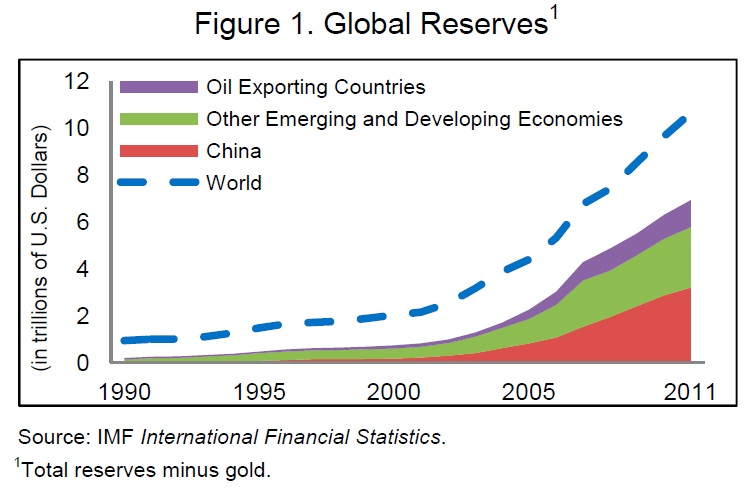 Figure 1. Global Reserves1
12
10
8
6
4
2
0
(in trillions of U.S. Dollars)
Oil Exporting Countries
Other Emerging and Developing Economies
China
World
1990 1995 2000 2005 2011
Source: IMF International Financial Statistics.
1Total reserves minus gold.